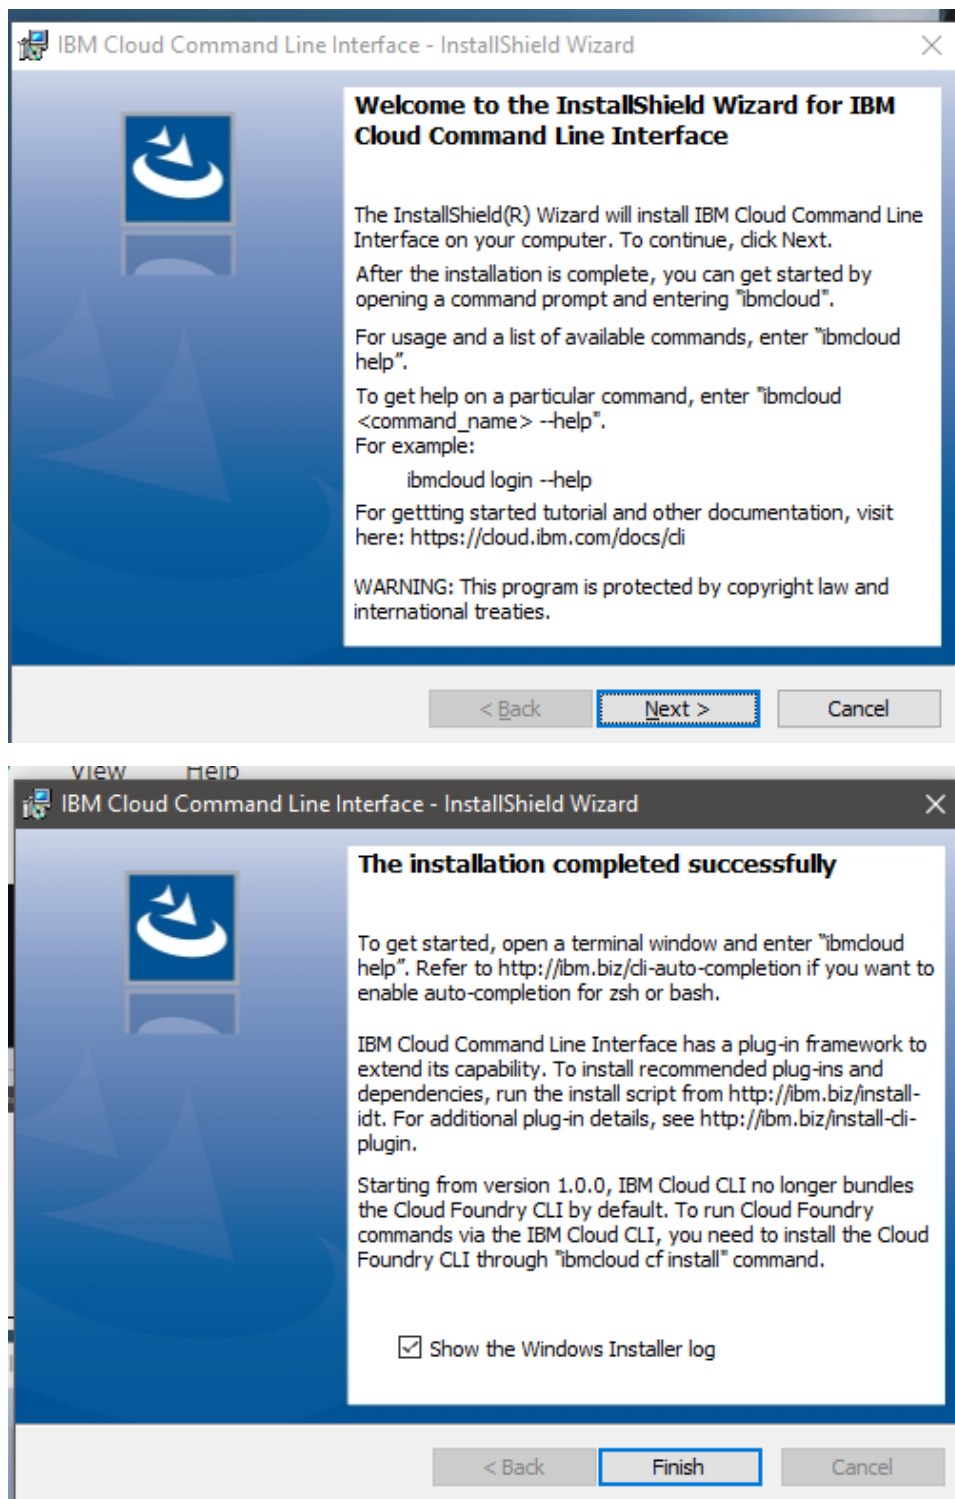 IBM Cloud Command Line Interface - InstallShield Wizard
Welcome to the InstallShield Wizard for IBM
Cloud Command Line Interface
The InstallShield(R) Wizard will install IBM Cloud Command Line
Interface on your computer. To continue, click Next.
After the installation is complete, you can get started by
opening a command prompt and entering "ibmcloud".
For usage and a list of available commands, enter “ibmcloud
help”.
To get help on a particular command, enter "ibmcloud
<command_name> --help".
For example:
ibmcloud login --help
For gettting started tutorial and other documentation, visit
here: https://cloud.ibm.com/docs/cli
WARNING: This program is protected by copyright law and
international treaties.
< Back Next > Cancel
View Help
IBM Cloud Command Line Interface - InstallShield Wizard
The installation completed successfully
To get started, open a terminal window and enter “ibmcloud
help”. Refer to http://ibm.biz/cli-auto-completion if you want to
enable auto-completion for zsh or bash.
IBM Cloud Command Line Interface has a plug-in framework to
extend its capability. To install recommended plug-ins and
dependencies, run the install script from http://ibm.biz/install-
idt. For additional plug-in details, see http://ibm.biz/install-cli-
plugin.
Starting from version 1.0.0, IBM Cloud CLI no longer bundles
the Cloud Foundry CLI by default. To run Cloud Foundry
commands via the IBM Cloud CLI, you need to install the Cloud
Foundry CLI through "ibmcloud cf install" command.
Show the Windows Installer log
< Back Finish Cancel